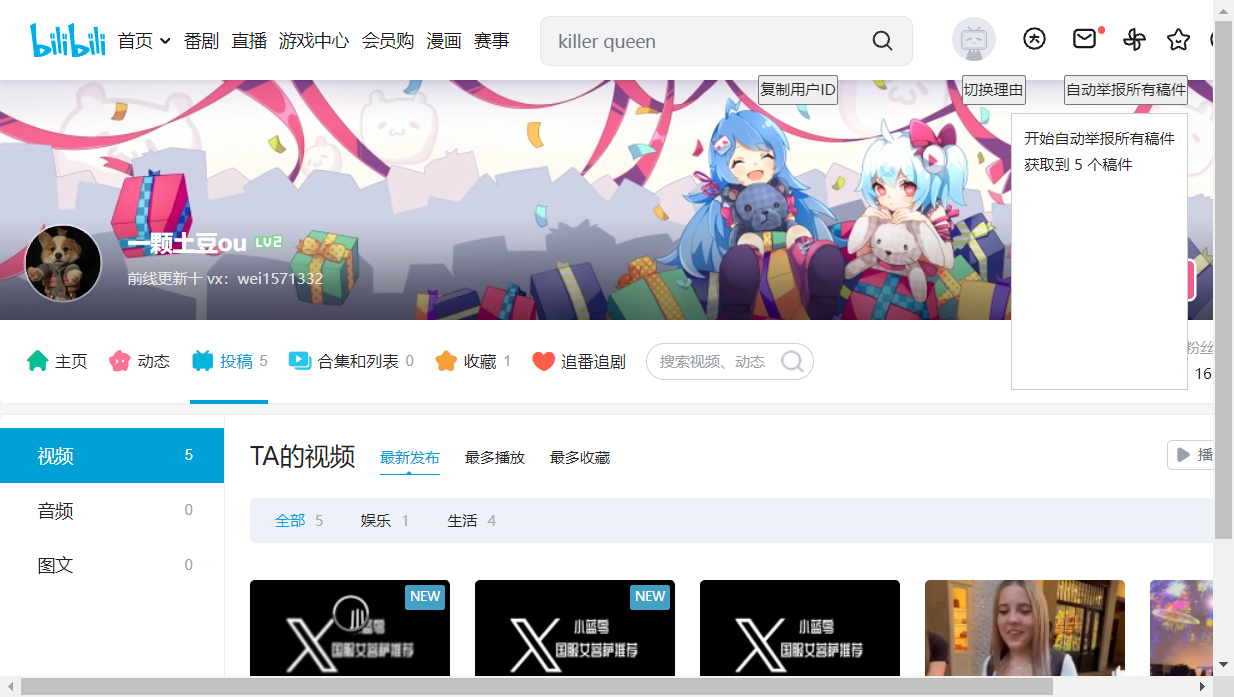 bilibili 首页 番剧 直播 游戏中心 会员购 漫画 赛事 killer queen
复制用户ID 切换理由 自动举报所有稿件
开始自动举报所有稿件
获取到 5 个稿件
一颗土豆ou LV2
前线更新十 vx：wei1571332
主页 动态 投稿 5 合集和列表 0 收藏 1 追番追剧 搜索视频、动态
粉丝
16
视频 5
音频 0
图文 0
TA的视频 最新发布 最多播放 最多收藏 播
全部 5 娱乐 1 生活 4
NEW NEW
小蓝鸟 小蓝鸟
国服女菩萨推荐 国服女菩萨推荐 国服女菩萨推荐